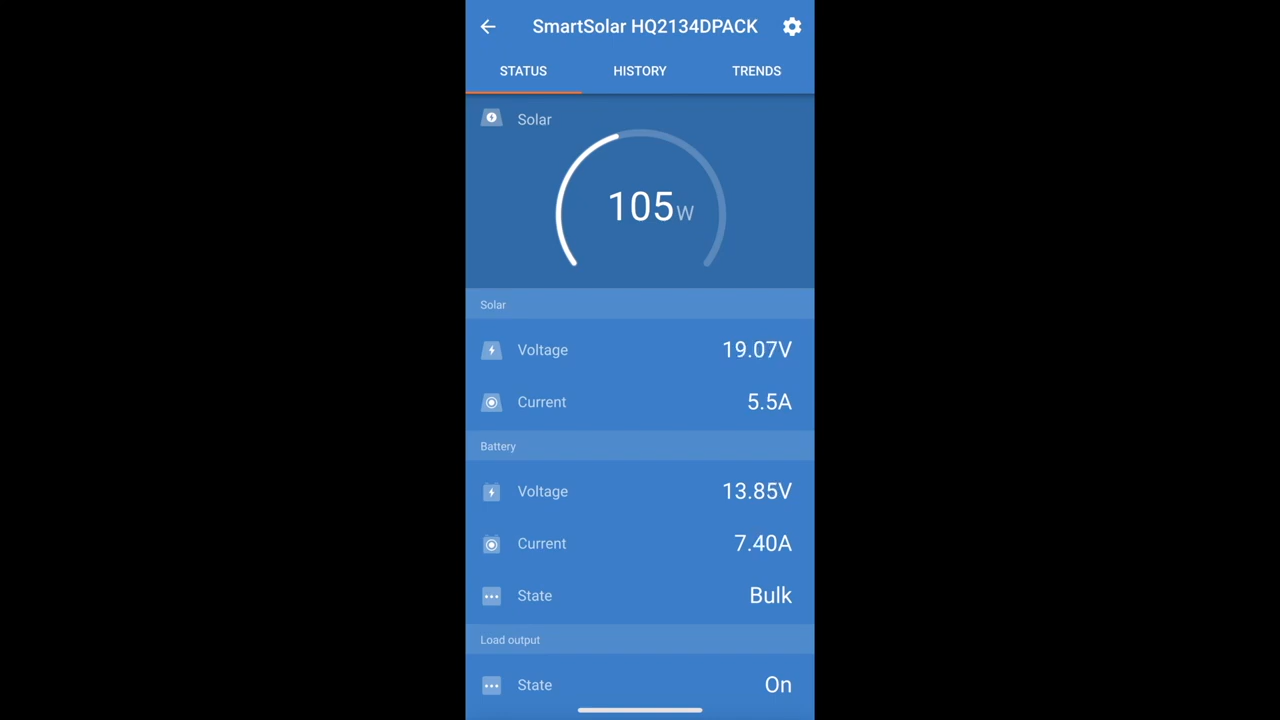 SmartSolar HQ2134DPACK
STATUS HISTORY TRENDS
Solar
105W
Solar
Voltage 19.07V
Current 5.5A
Battery
Voltage 13.85V
Current 7.40A
State Bulk
Load output
State On